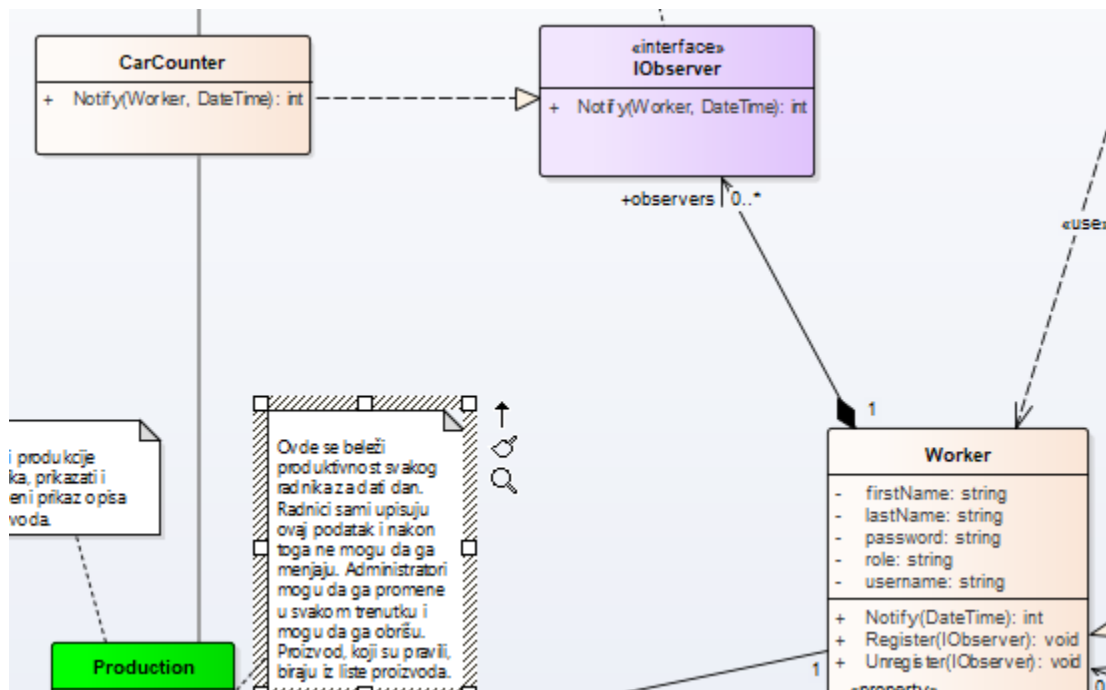 CarCounter
+ Notify(Worker, DateTime): int
«interface»
IObserver
+ Notify(Worker, DateTime): int
+observers
0..*
«use»
1
Worker
- firstName: string
- lastName: string
- password: string
- role: string
- username: string
+ Notify(DateTime): int
+ Register(IObserver): void
+ Unregister(IObserver): void
«property»
1
0
i produkcije
ka, prikazati i
eni prikaz opisa
voda.
Ovde se beleži
produktivnost svakog
radnika za dati dan.
Radnici sami upisuju
ovaj podatak i nakon
toga ne mogu da ga
menjaju. Administratori
mogu da ga promene
u svakom trenutku i
mogu da ga obrišu.
Proizvod, koji su pravili,
biraju iz liste proizvoda.
Production